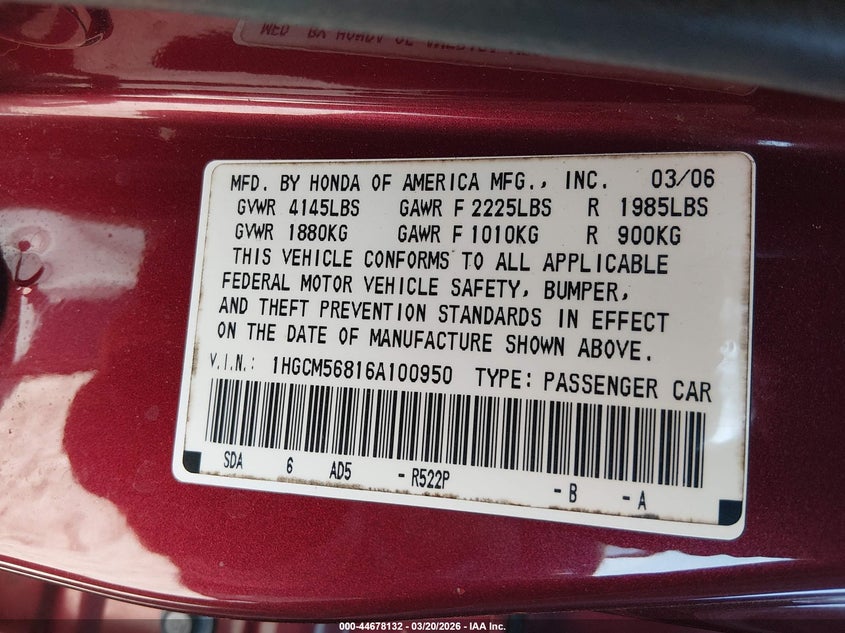 MFD. BY HONDA OF AMERICA MFG., INC. 03/06
GVWR 4145LBS GAWR F 2225LBS R 1985LBS
GVWR 1880KG GAWR F 1010KG R 900KG
THIS VEHICLE CONFORMS TO ALL APPLICABLE
FEDERAL MOTOR VEHICLE SAFETY, BUMPER,
AND THEFT PREVENTION STANDARDS IN EFFECT
ON THE DATE OF MANUFACTURE SHOWN ABOVE.
V.I.N.: 1HGCM56816A100950 TYPE: PASSENGER CAR
SDA 6 AD5 -R522P -B -A
000-44678132 - 03/20/2026 - IAA Inc.